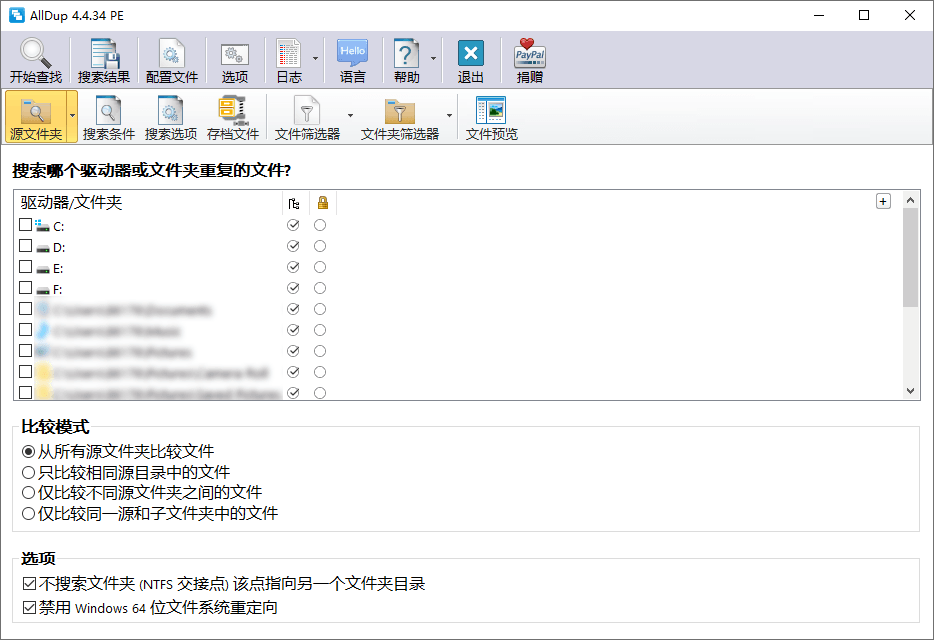 AllDup 4.4.34 PE
开始查找 搜索结果 配置文件 选项 日志 Hello 语言 ? 帮助 退出 PayPal 捐赠
源文件夹 搜索条件 搜索选项 存档文件 文件筛选器 文件夹筛选器 文件预览
搜索哪个驱动器或文件夹重复的文件?
驱动器/文件夹
C:
D:
E:
F:
比较模式
从所有源文件夹比较文件
只比较相同源目录中的文件
仅比较不同源文件夹之间的文件
仅比较同一源和子文件夹中的文件
选项
不搜索文件夹 (NTFS 交接点) 该点指向另一个文件夹目录
禁用 Windows 64 位文件系统重定向